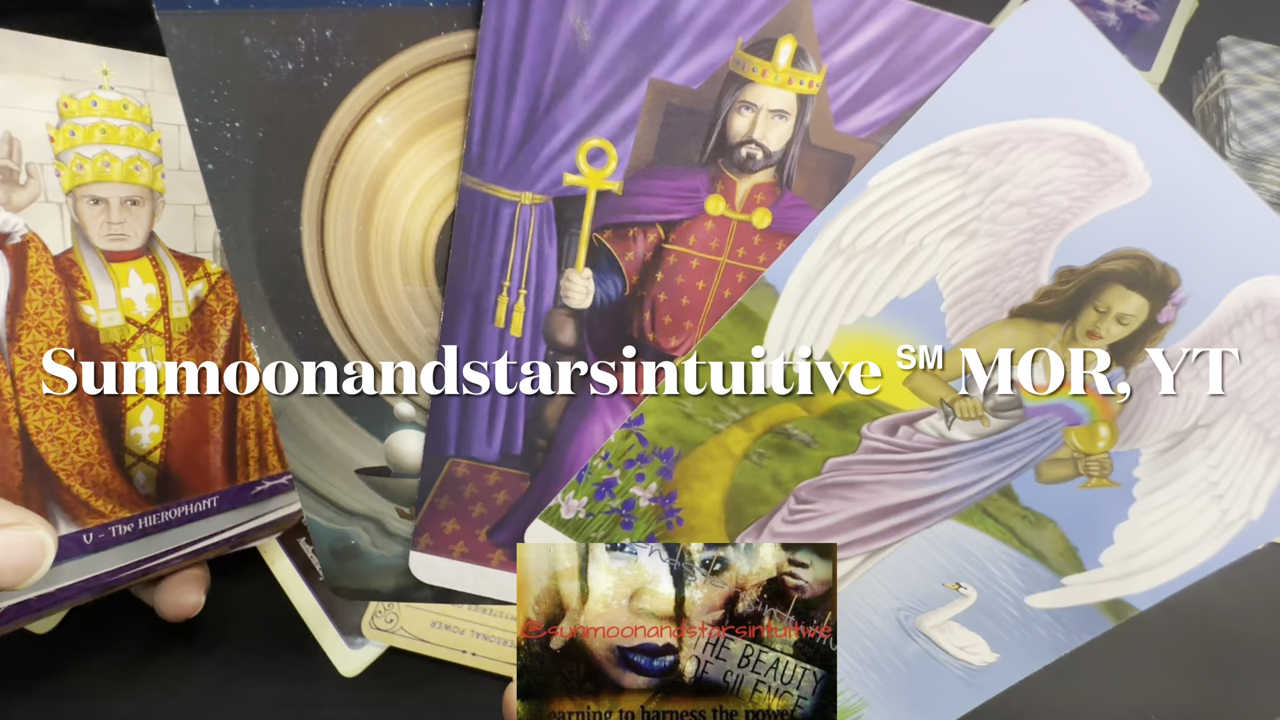 Sunmoonandstarsintuitive ℠ MOR, YT
V - The HIEROPHANT
PERSONAL POWER
@sunmoonandstarsintuitive
THE BEAUTY
OF SILENCE
earning to harness the power